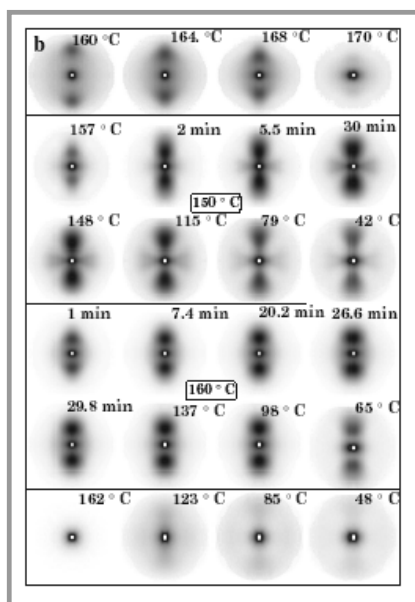 b 160 °C 164. °C 168 °C 170 °C
157 °C 2 min 5.5 min 30 min
150 °C
148 °C 115 °C 79 °C 42 °C
1 min 7.4 min 20.2 min 26.6 min
160 °C
29.8 min 137 °C 98 °C 65 °C
162 °C 123 °C 85 °C 48 °C